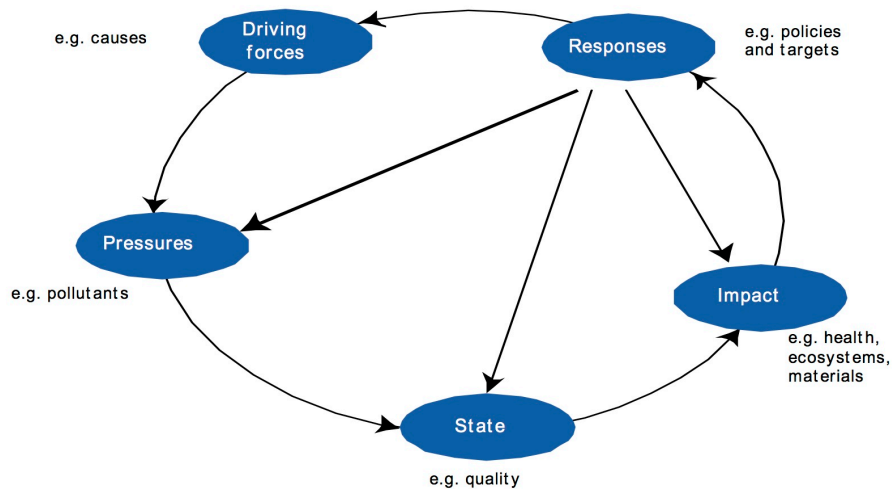 e.g. causes
Driving
forces
Responses
e.g. policies
and targets
Pressures
e.g. pollutants
Impact
e.g. health,
ecosystems,
materials
State
e.g. quality